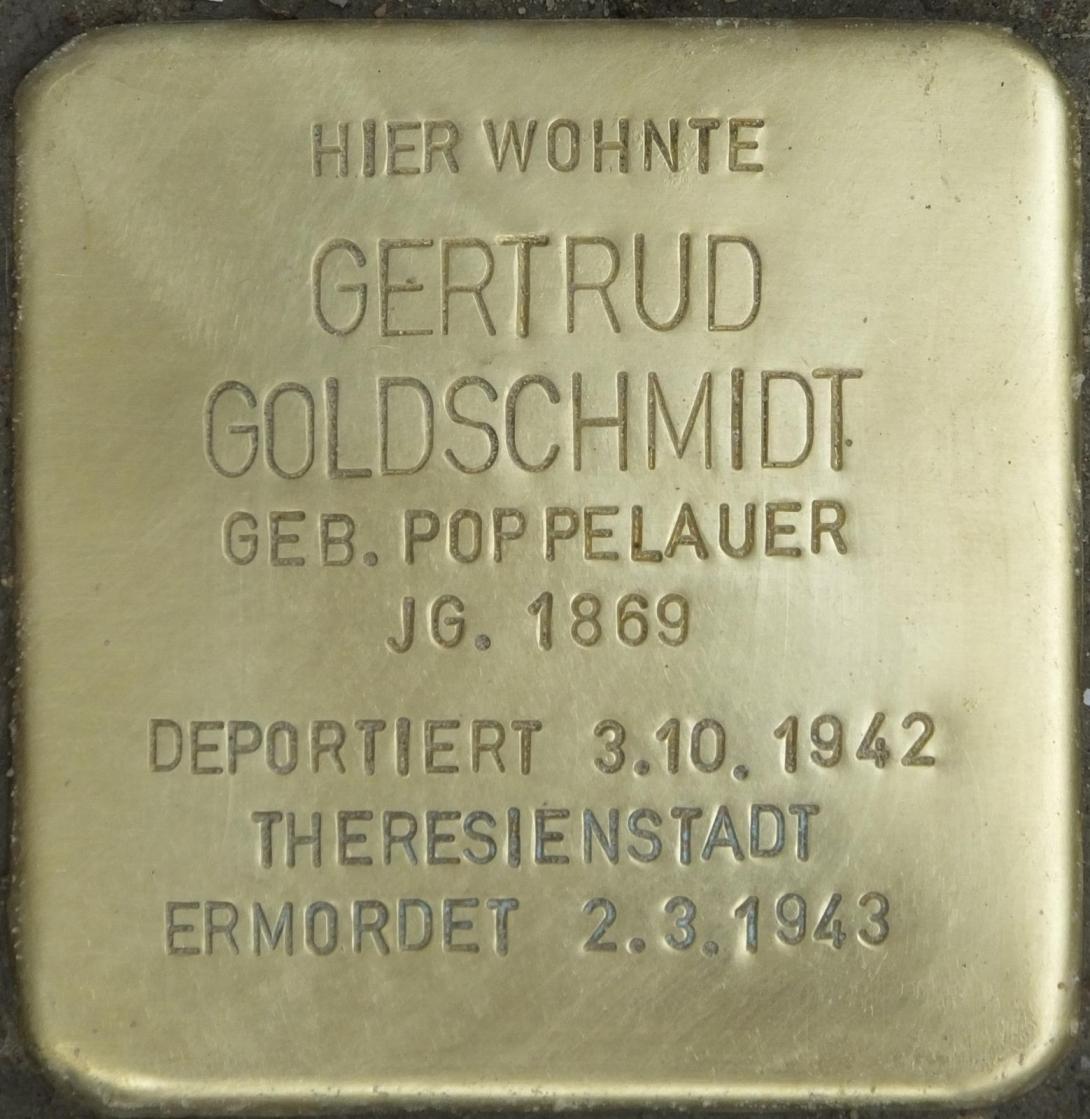 HIER WOHNTE
GERTRUD
GOLDSCHMIDT
GEB. POPPELAUER
JG. 1869
DEPORTIERT 3.10.1942
THERESIENSTADT
ERMORDET 2.3.1943